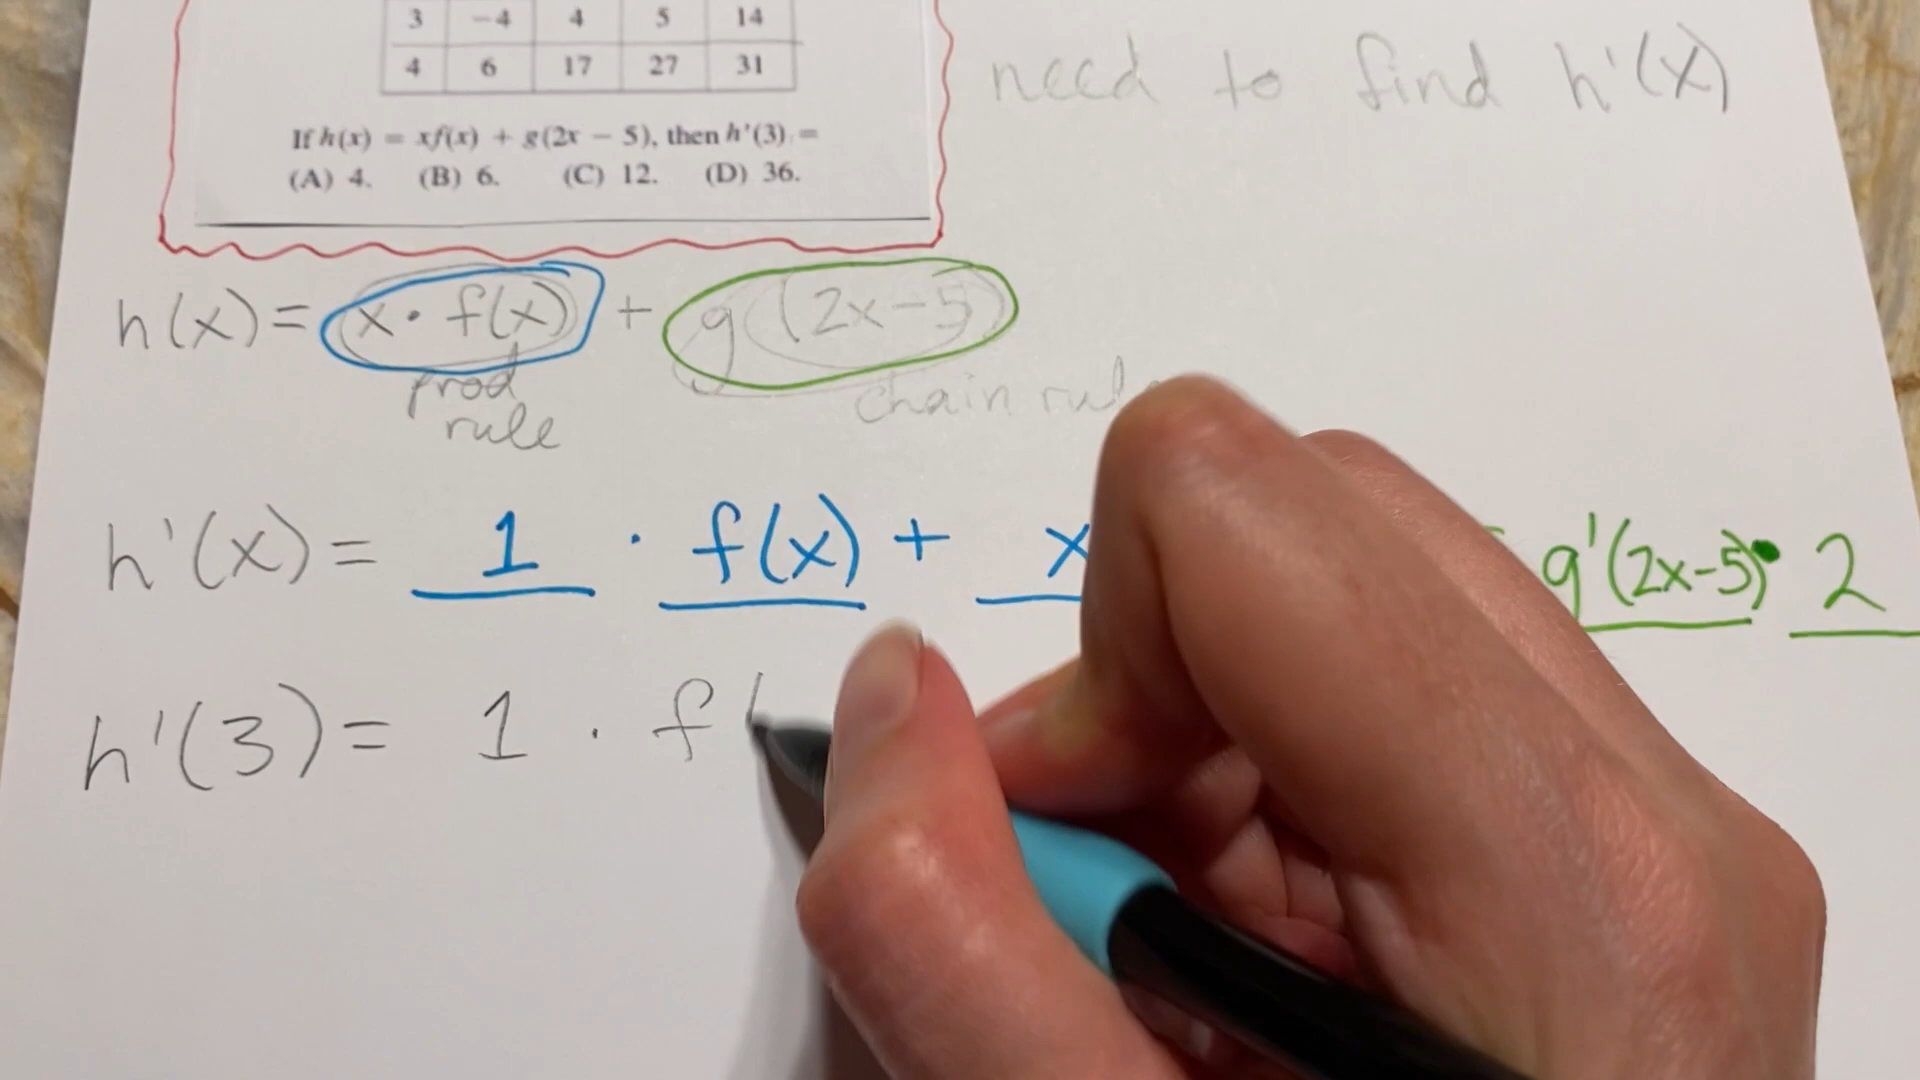 3 −4 4 5 14
4 6 17 27 31
need to find h'(x)
If h(x) = xf(x) + g(2x − 5), then h'(3) =
(A) 4. (B) 6. (C) 12. (D) 36.
h(x) = x · f(x) + g(2x-5)
prod
rule
chain
h'(x) = 1 · f(x) + x g'(2x-5) • 2
h'(3) = 1 · f(